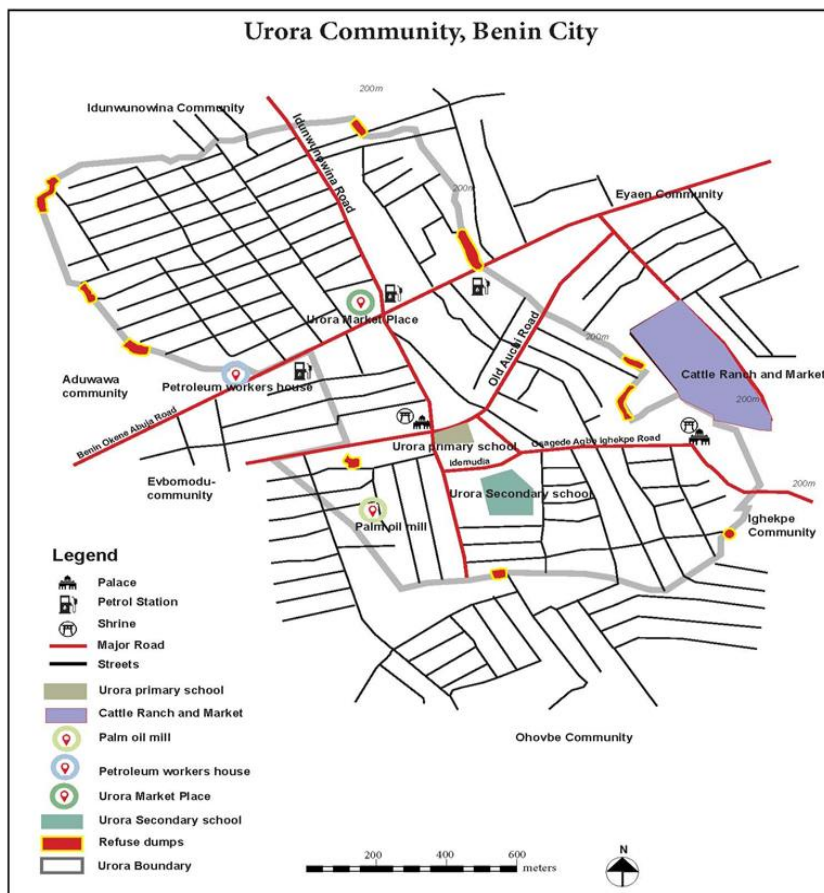 Urora Community, Benin City
200m
Idunwunowina Community
Idunwunowina Road
200m
Eyaen Community
Urora Market Place
Old Auchi Road
200m
Aduwawa
community
Petroleum workers house
Cattle Ranch and Market
200m
Benin Okene Abuja Road
Urora primary school
Osagede Agbo Ighekpe Road
Idemudia
Evbomodu-
community
Urora Secondary school
200m
Palm oil mill
Ighekpe
Community
Legend
Palace
Petrol Station
Shrine
Major Road
Streets
Urora primary school
Cattle Ranch and Market
Palm oil mill
Petroleum workers house
Urora Market Place
Urora Secondary school
Refuse dumps
Urora Boundary
Ohovbe Community
200 400 600
meters
N